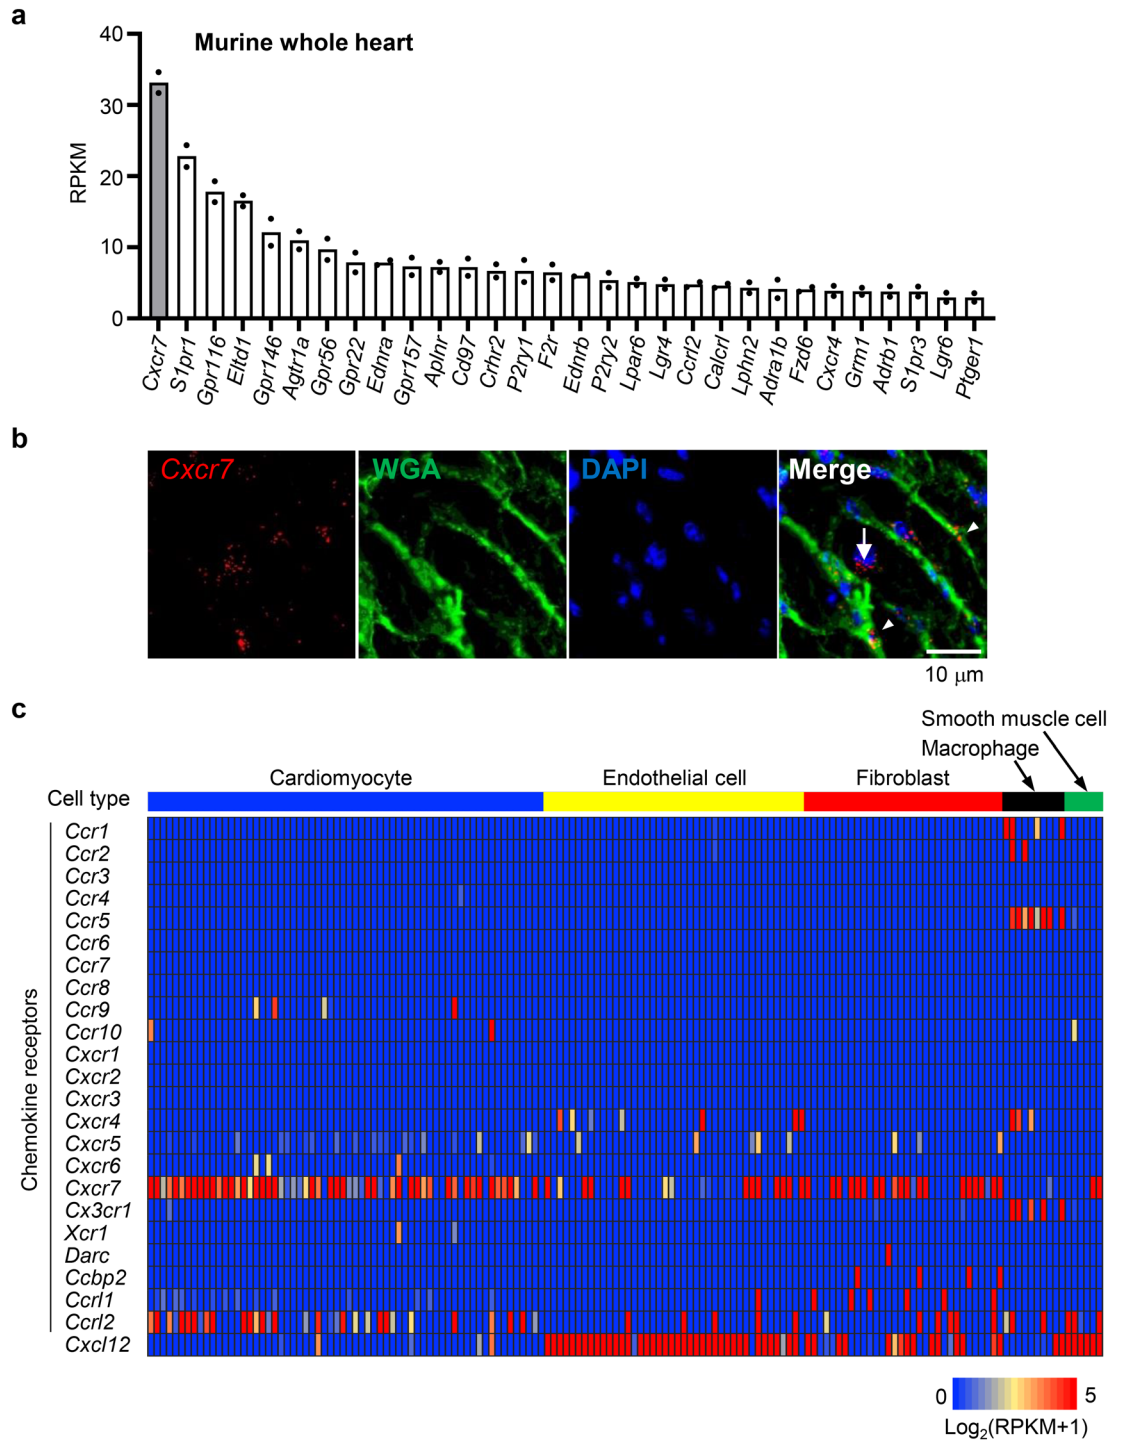 a
Murine whole heart
RPKM
40
30
20
10
0
Cxcr7 S1pr1 Gpr116 Eltd1 Gpr146 Agtr1a Gpr56 Gpr22 Ednra Gpr157 Aplnr Cd97 Crhr2 P2ry1 F2r Ednrb P2ry2 Lpar6 Lgr4 Ccrl2 Calcrl Lphn2 Adra1b Fzd6 Cxcr4 Grm1 Adrb1 S1pr3 Lgr6 Ptger1
b
Cxcr7 WGA DAPI Merge
10 μm
c
Smooth muscle cell
Macrophage
Cardiomyocyte Endothelial cell Fibroblast
Cell type
Chemokine receptors
Ccr1
Ccr2
Ccr3
Ccr4
Ccr5
Ccr6
Ccr7
Ccr8
Ccr9
Ccr10
Cxcr1
Cxcr2
Cxcr3
Cxcr4
Cxcr5
Cxcr6
Cxcr7
Cx3cr1
Xcr1
Darc
Ccbp2
Ccrl1
Ccrl2
Cxcl12
0 5
Log2(RPKM+1)